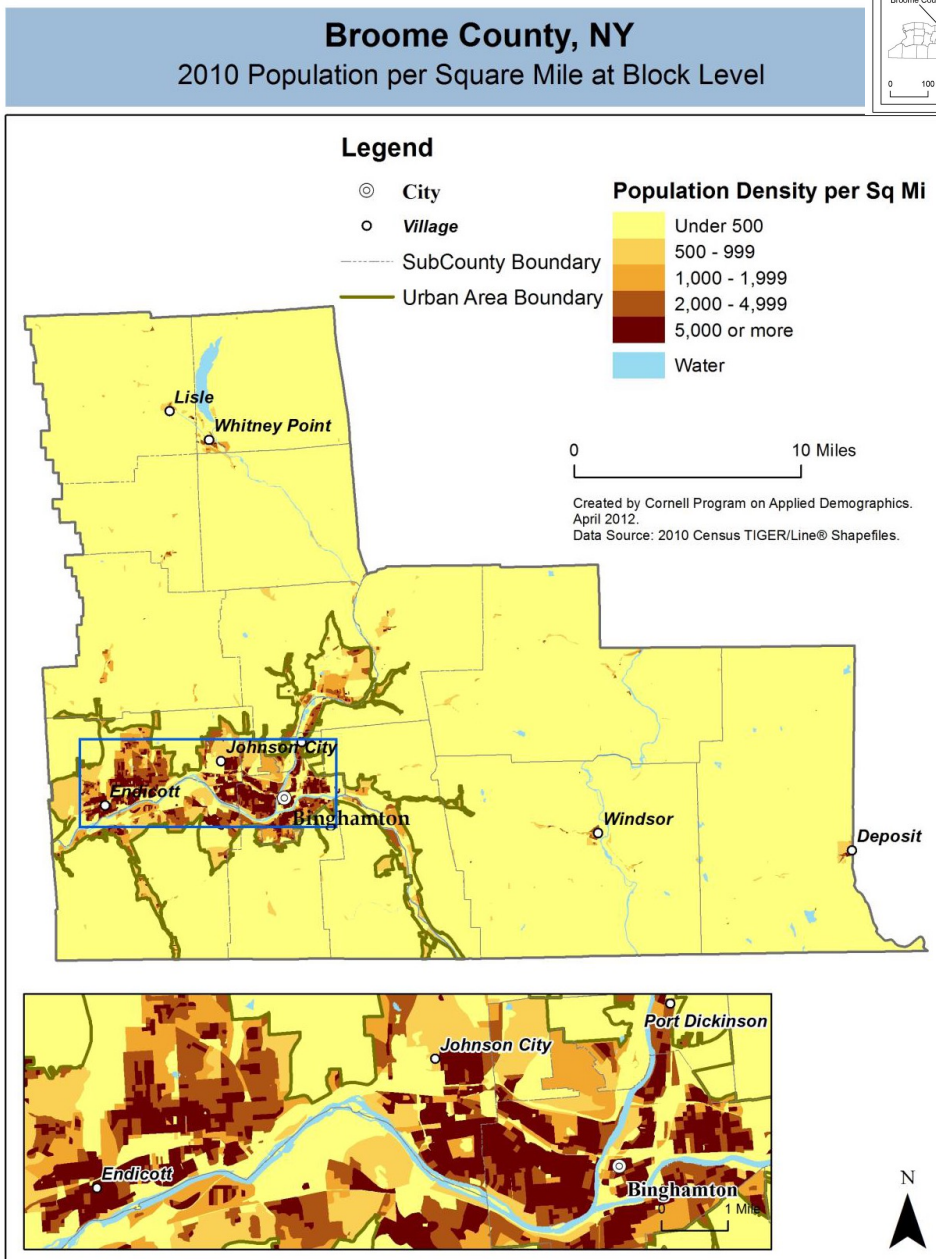 Broome County, NY
2010 Population per Square Mile at Block Level
0 100
Legend
City
Village
SubCounty Boundary
Urban Area Boundary
Population Density per Sq Mi
Under 500
500 - 999
1,000 - 1,999
2,000 - 4,999
5,000 or more
Water
0 10 Miles
Created by Cornell Program on Applied Demographics.
April 2012.
Data Source: 2010 Census TIGER/Line® Shapefiles.
Lisle
Whitney Point
Johnson City
Endicott
Binghamton
Windsor
Deposit
Port Dickinson
Johnson City
Endicott
Binghamton
0 1 Mile
N